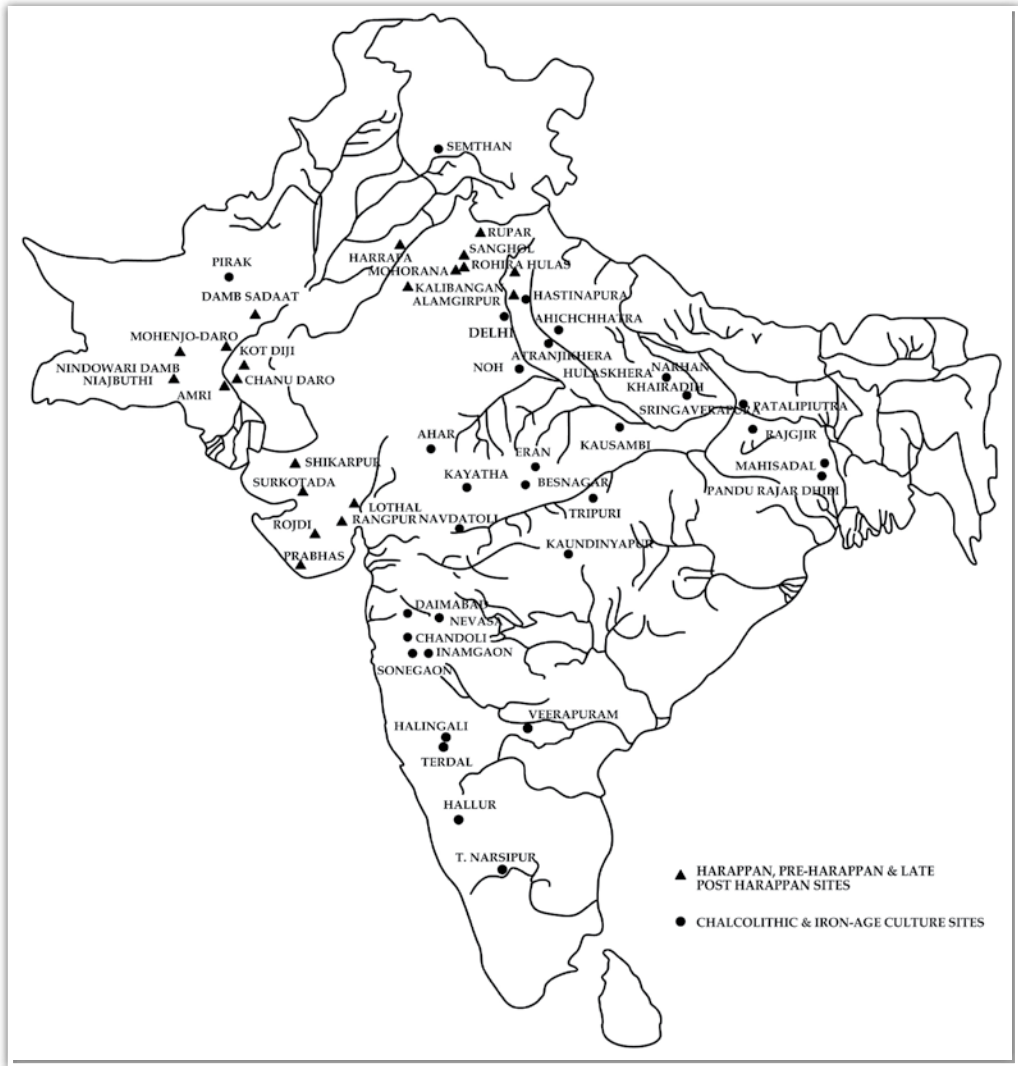 SEMTHAN
RUPAR
SANGHOL
HARRAPA
ROHIRA HULAS
MOHORANA
PIRAK
KALIBANGAN
DAMB SADAAT
ALAMGIRPUR
HASTINAPURA
AHICHCHHATRA
DELHI
MOHENJO-DARO
KOT DIJI
ATRANJIKHERA
NINDOWARI DAMB
NOH
HULASKHERA
NARHAN
NIAJBUTHI
CHANU DARO
KHAIRADIH
AMRI
SRINGAVERAPURA
PATALIPIUTRA
RAJGJIR
AHAR
KAUSAMBI
ERAN
SHIKARPUR
MAHISADAL
KAYATHA
BESNAGAR
SURKOTADA
PANDU RAJAR DHIBI
LOTHAL
TRIPURI
RANGPUR
NAVDATOLI
ROJDI
KAUNDINYAPUR
PRABHAS
DAIMABAD
NEVASA
CHANDOLI
INAMGAON
SONEGAON
VEERAPURAM
HALINGALI
TERDAL
HALLUR
T. NARSIPUR
HARAPPAN, PRE-HARAPPAN & LATE
POST HARAPPAN SITES
CHALCOLITHIC & IRON-AGE CULTURE SITES